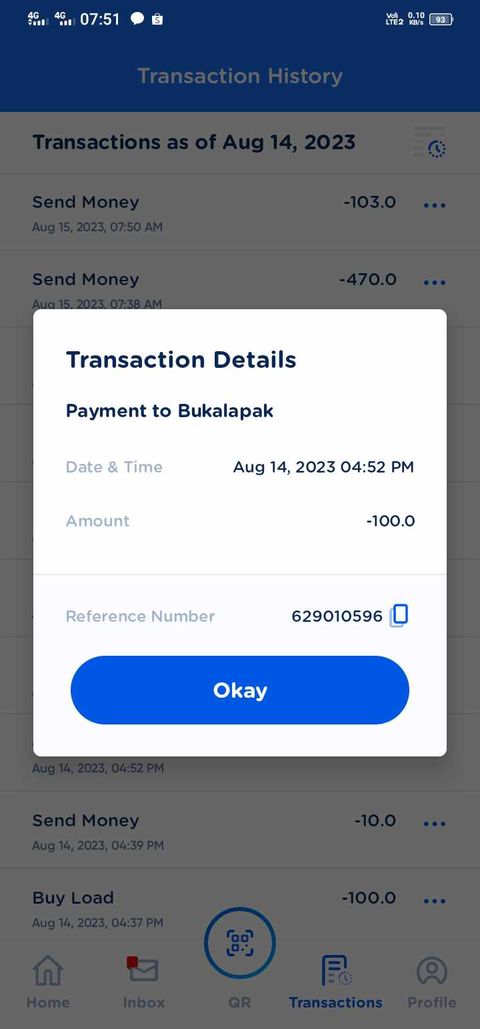 4G 4G 07:51 VoB LTE2 0.10 KB/s 93
Transaction History
Transactions as of Aug 14, 2023
Send Money -103.0
Aug 15, 2023, 07:50 AM
Send Money -470.0
Aug 15, 2023, 07:38 AM
Transaction Details
Payment to Bukalapak
Date & Time Aug 14, 2023 04:52 PM
Amount -100.0
Reference Number 629010596
Okay
Aug 14, 2023, 04:52 PM
Send Money -10.0
Aug 14, 2023, 04:39 PM
Buy Load -100.0
Aug 14, 2023, 04:37 PM
Home Inbox QR Transactions Profile